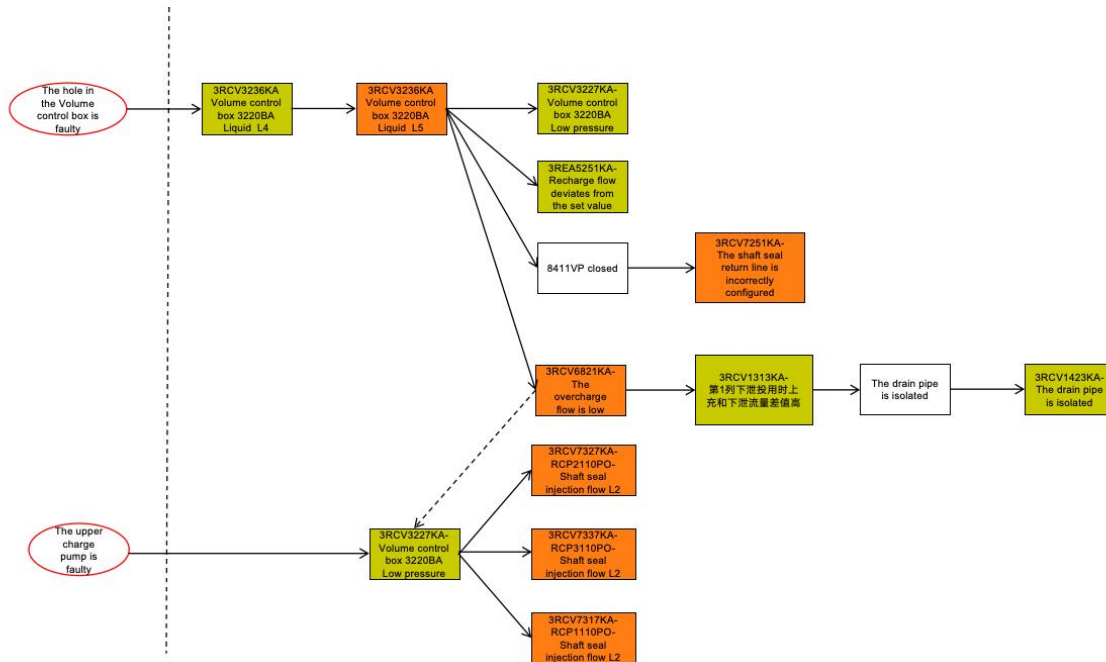 The hole in
the Volume
control box is
faulty
3RCV3236KA
Volume control
box 3220BA
Liquid L4
3RCV3236KA
Volume control
box 3220BA
Liquid L5
3RCV3227KA-
Volume control
box 3220BA
Low pressure
3REA5251KA-
Recharge flow
deviates from
the set value
8411VP closed
3RCV7251KA-
The shaft seal
return line is
incorrectly
configured
3RCV6821KA-
The
overcharge
flow is low
3RCV1313KA-
第1列下泄投用时上
充和下泄流量差值高
The drain pipe
is isolated
3RCV1423KA-
The drain pipe
is isolated
3RCV7327KA-
RCP2110PO-
Shaft seal
injection flow L2
The upper
charge
pump is
faulty
3RCV3227KA-
Volume control
box 3220BA
Low pressure
3RCV7337KA-
RCP3110PO-
Shaft seal
injection flow L2
3RCV7317KA-
RCP1110PO-
Shaft seal
injection flow L2